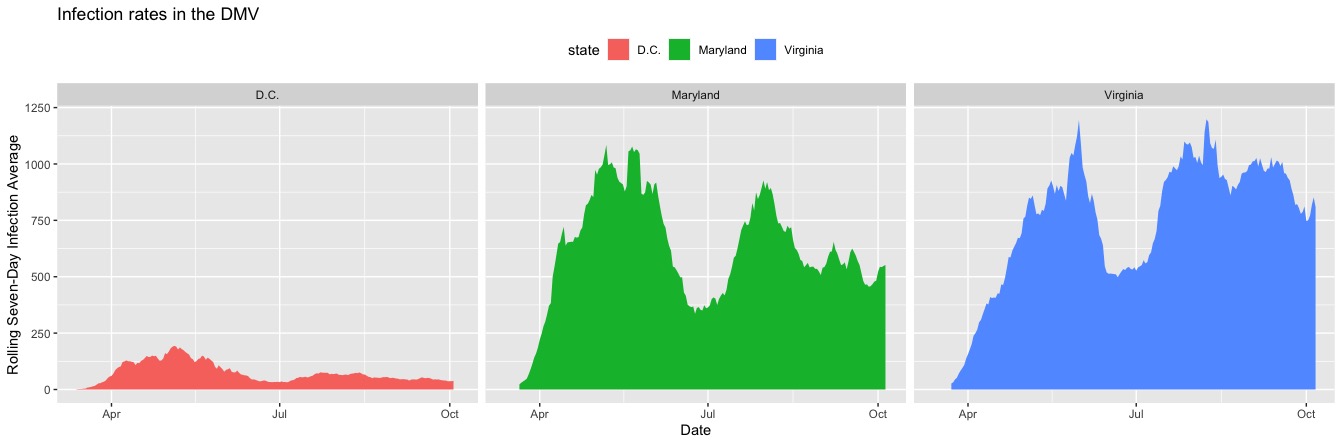 Infection rates in the DMV
state D.C. Maryland Virginia
D.C. Maryland Virginia
Rolling Seven-Day Infection Average
1250
1000
750
500
250
0
Apr Jul Oct Apr Jul Oct Apr Jul Oct
Date